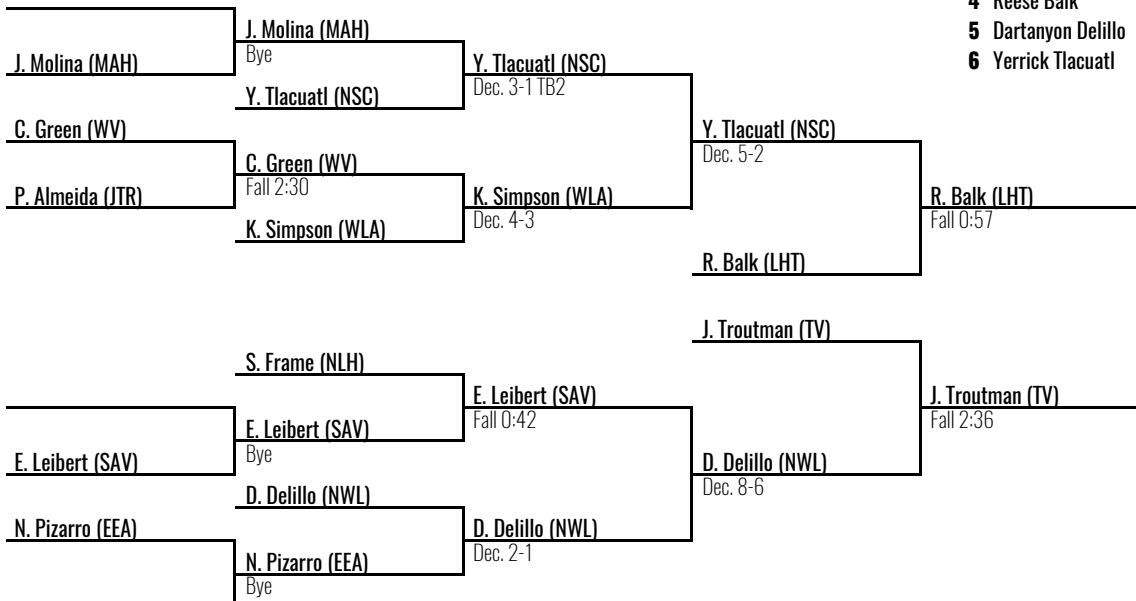 4 Reese Balk
5 Dartanyon Delillo
6 Yerrick Tlacuatl
J. Molina (MAH)
Bye
J. Molina (MAH)
Y. Tlacuatl (NSC)
Dec. 3-1 TB2
Y. Tlacuatl (NSC)
C. Green (WV)
Y. Tlacuatl (NSC)
Dec. 5-2
C. Green (WV)
Fall 2:30
P. Almeida (JTR)
K. Simpson (WLA)
Dec. 4-3
R. Balk (LHT)
Fall 0:57
K. Simpson (WLA)
R. Balk (LHT)
J. Troutman (TV)
S. Frame (NLH)
E. Leibert (SAV)
Fall 0:42
J. Troutman (TV)
Fall 2:36
E. Leibert (SAV)
Bye
E. Leibert (SAV)
D. Delillo (NWL)
Dec. 8-6
D. Delillo (NWL)
N. Pizarro (EEA)
D. Delillo (NWL)
Dec. 2-1
N. Pizarro (EEA)
Bye